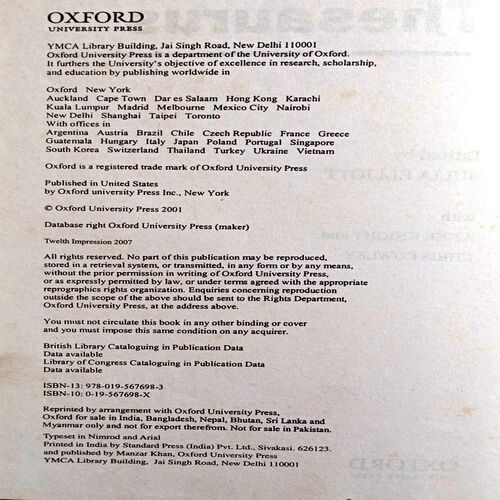 OXFORD
UNIVERSITY PRESS
YMCA Library Building, Jai Singh Road, New Delhi 110001
Oxford University Press is a department of the University of Oxford.
It furthers the University's objective of excellence in research, scholarship,
and education by publishing worldwide in
Oxford New York
Auckland Cape Town Dar es Salaam Hong Kong Karachi
Kuala Lumpur Madrid Melbourne Mexico City Nairobi
New Delhi Shanghai Taipei Toronto
With offices in
Argentina Austria Brazil Chile Czech Republic France Greece
Guatemala Hungary Italy Japan Poland Portugal Singapore
South Korea Switzerland Thailand Turkey Ukraine Vietnam
Oxford is a registered trade mark of Oxford University Press
Published in United States
by Oxford university Press Inc., New York
© Oxford University Press 2001
Database right Oxford University Press (maker)
Twelth Impression 2007
All rights reserved. No part of this publication may be reproduced,
stored in a retrieval system, or transmitted, in any form or by any means,
without the prior permission in writing of Oxford University Press,
or as expressly permitted by law, or under terms agreed with the appropriate
reprographics rights organization. Enquiries concerning reproduction
outside the scope of the above should be sent to the Rights Department,
Oxford University Press, at the address above.
You must not circulate this book in any other binding or cover
and you must impose this same condition on any acquirer.
British Library Cataloguing in Publication Data
Data available
Library of Congress Cataloguing in Publication Data
Data available
ISBN-13: 978-019-567698-3
ISBN-10: 0-19-567698-X
Reprinted by arrangement with Oxford University Press,
Oxford for sale in India, Bangladesh, Nepal, Bhutan, Sri Lanka and
Myanmar only and not for export therefrom. Not for sale in Pakistan.
Typeset in Nimrod and Arial
Printed in India by Standard Press (India) Pvt. Ltd., Sivakasi, 626123.
and published by Manzar Khan, Oxford University Press
YMCA Library Building, Jai Singh Road, New Delhi 110001